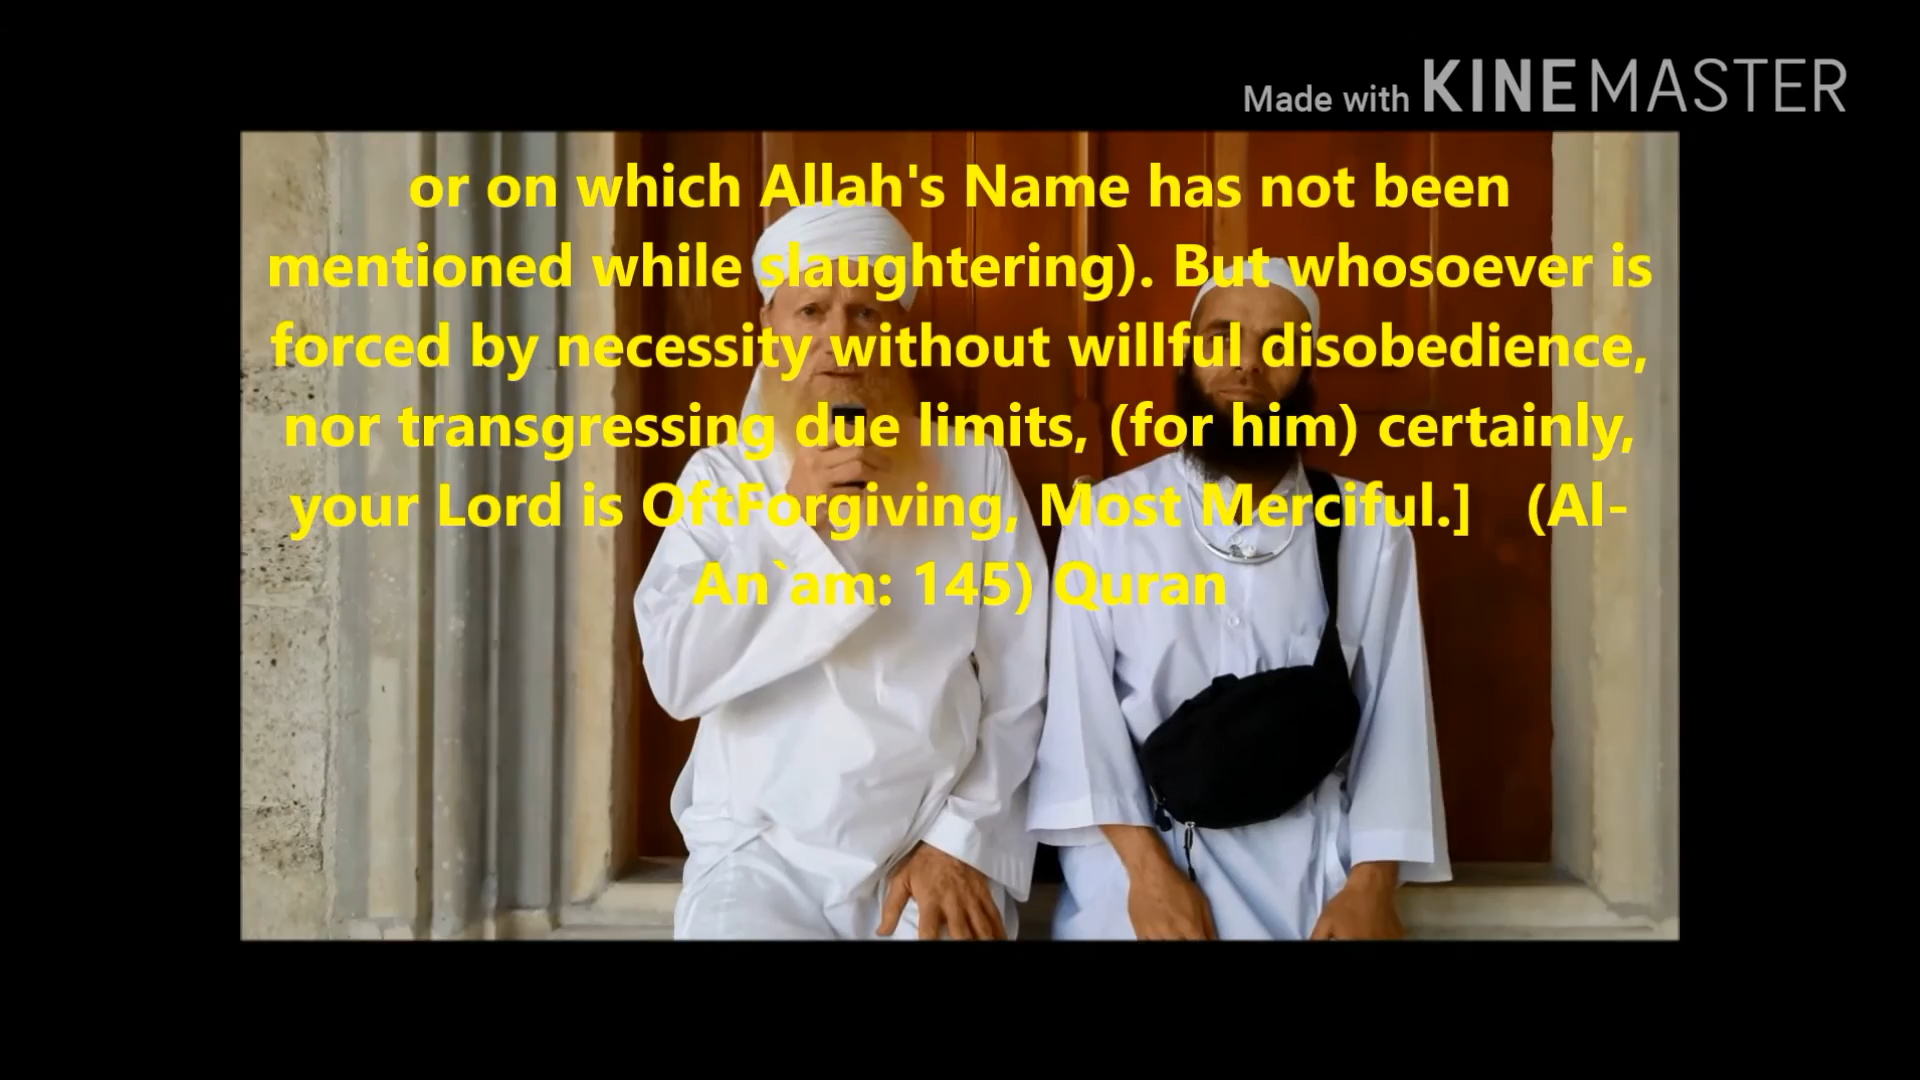 Made with KINEMASTER
or on which Allah's Name has not been
mentioned while slaughtering). But whosoever is
forced by necessity without willful disobedience,
nor transgressing due limits, (for him) certainly,
your Lord is OftForgiving, Most Merciful.] (Al-
An`am: 145) Quran